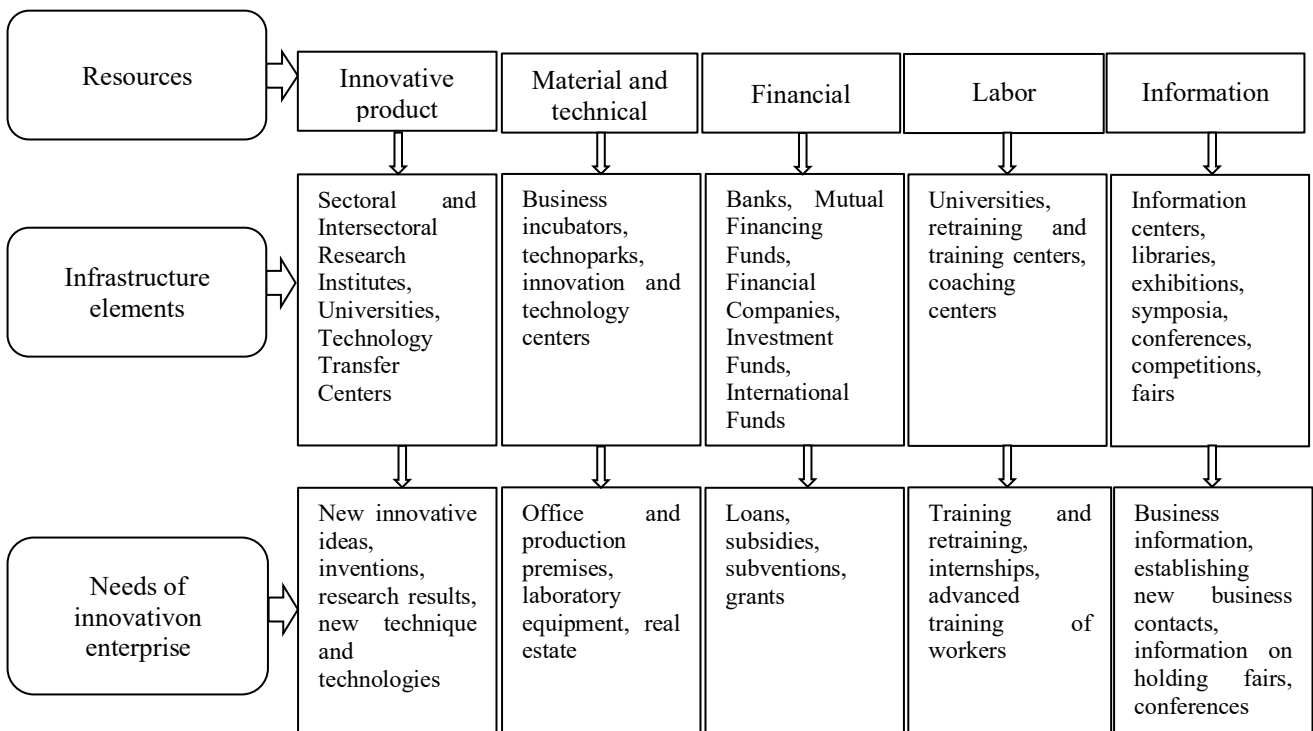 Resources
Innovative
product
Material and
technical
Financial
Labor
Information
Infrastructure
elements
Sectoral and
Intersectoral
Research
Institutes,
Universities,
Technology
Transfer
Centers
Business
incubators,
technoparks,
innovation and
technology
centers
Banks, Mutual
Financing
Funds,
Financial
Companies,
Investment
Funds,
International
Funds
Universities,
retraining and
training centers,
coaching
centers
Information
centers,
libraries,
exhibitions,
symposia,
conferences,
competitions,
fairs
Needs of
innovativon
enterprise
New innovative
ideas,
inventions,
research results,
new technique
and
technologies
Office and
production
premises,
laboratory
equipment, real
estate
Loans,
subsidies,
subventions,
grants
Training and
retraining,
internships,
advanced
training of
workers
Business
information,
establishing
new business
contacts,
information on
holding fairs,
conferences